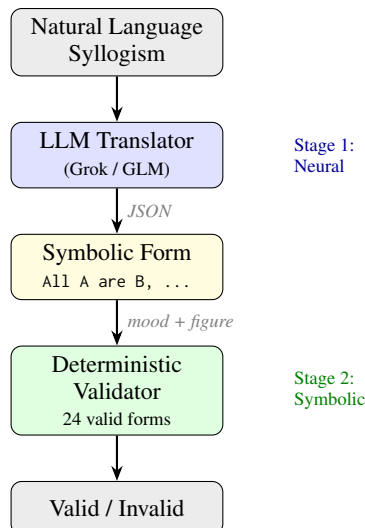 Natural Language
Syllogism
LLM Translator
(Grok / GLM)
Stage 1:
Neural
JSON
Symbolic Form
All A are B, ...
mood + figure
Deterministic
Validator
24 valid forms
Stage 2:
Symbolic
Valid / Invalid